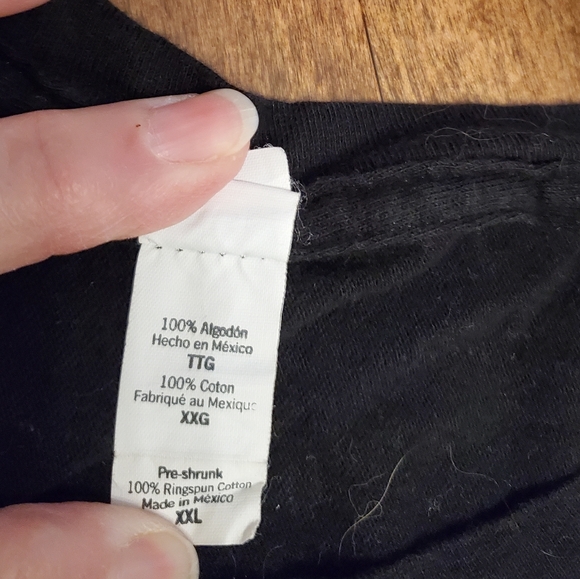 100% Algodón
Hecho en México
TTG
100% Coton
Fabriqué au Mexique
XXG
Pre-shrunk
100% Ringspun Cotton
Made in México
XXL